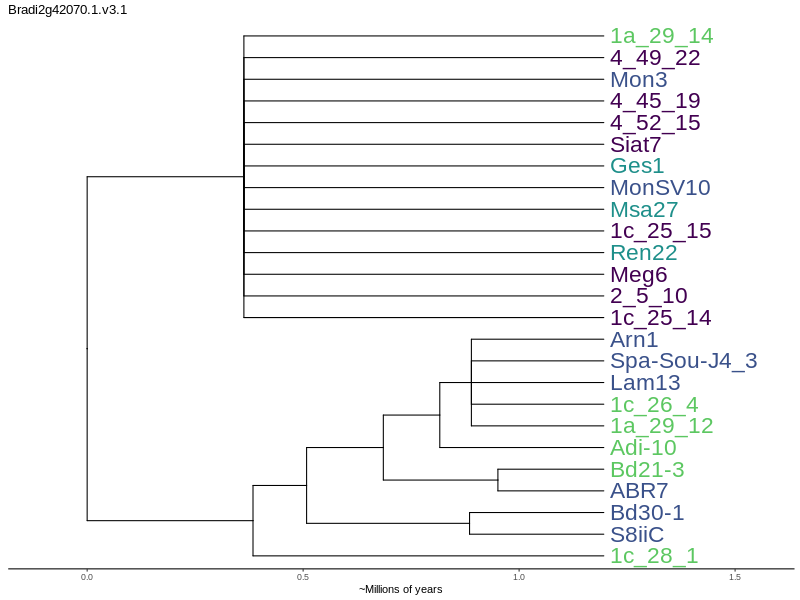 Bradi2g42070.1.v3.1
1a_29_14
4_49_22
Mon3
4_45_19
4_52_15
Siat7
Ges1
MonSV10
Msa27
1c_25_15
Ren22
Meg6
2_5_10
1c_25_14
Arn1
Spa-Sou-J4_3
Lam13
1c_26_4
1a_29_12
Adi-10
Bd21-3
ABR7
Bd30-1
S8iiC
1c_28_1
0.0 0.5 1.0 1.5
~Millions of years